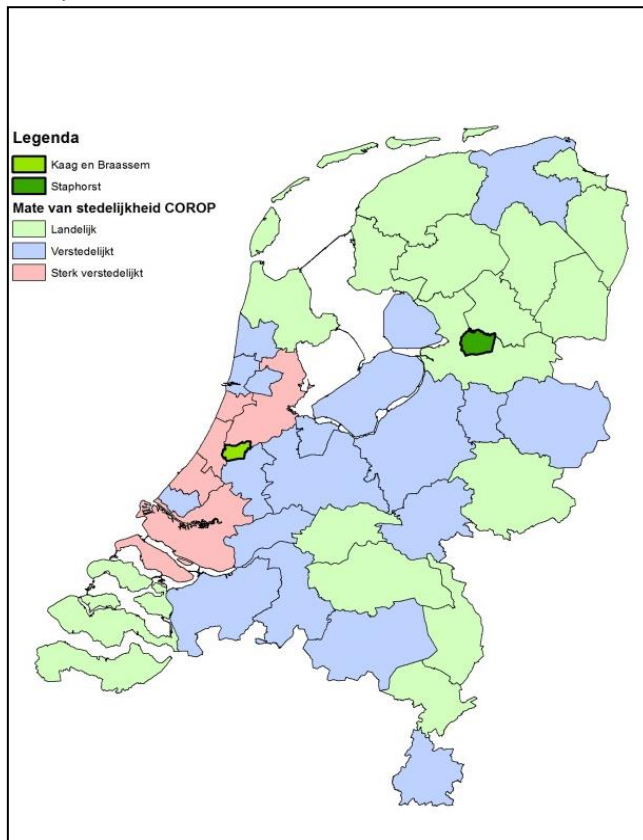 Legenda
Kaag en Braassem
Staphorst
Mate van stedelijkheid COROP
Landelijk
Verstedelijkt
Sterk verstedelijkt